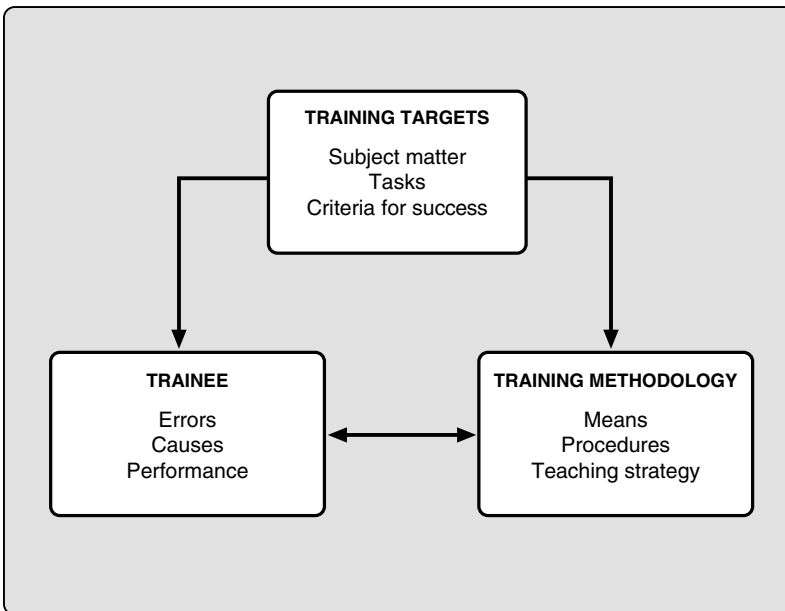 TRAINING TARGETS
Subject matter
Tasks
Criteria for success
TRAINEE
Errors
Causes
Performance
TRAINING METHODOLOGY
Means
Procedures
Teaching strategy